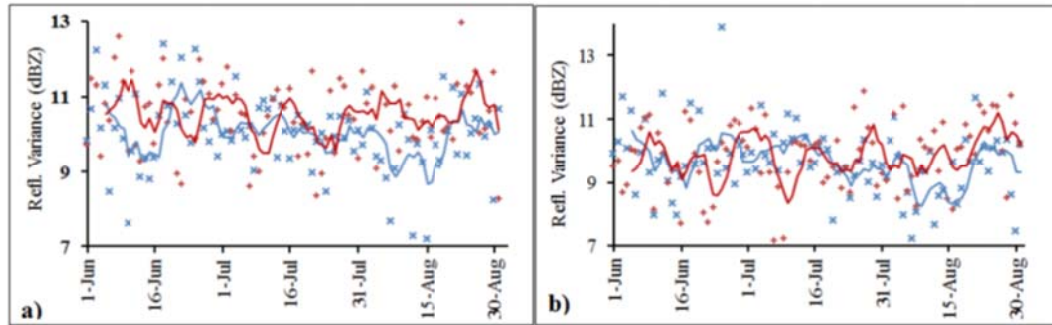 Refl. Variance (dBZ)
13
11
9
7
1-Jun
16-Jun
1-Jul
16-Jul
31-Jul
15-Aug
30-Aug
a)
Refl. Variance (dBZ)
13
11
9
7
1-Jun
16-Jun
1-Jul
16-Jul
31-Jul
15-Aug
30-Aug
b)